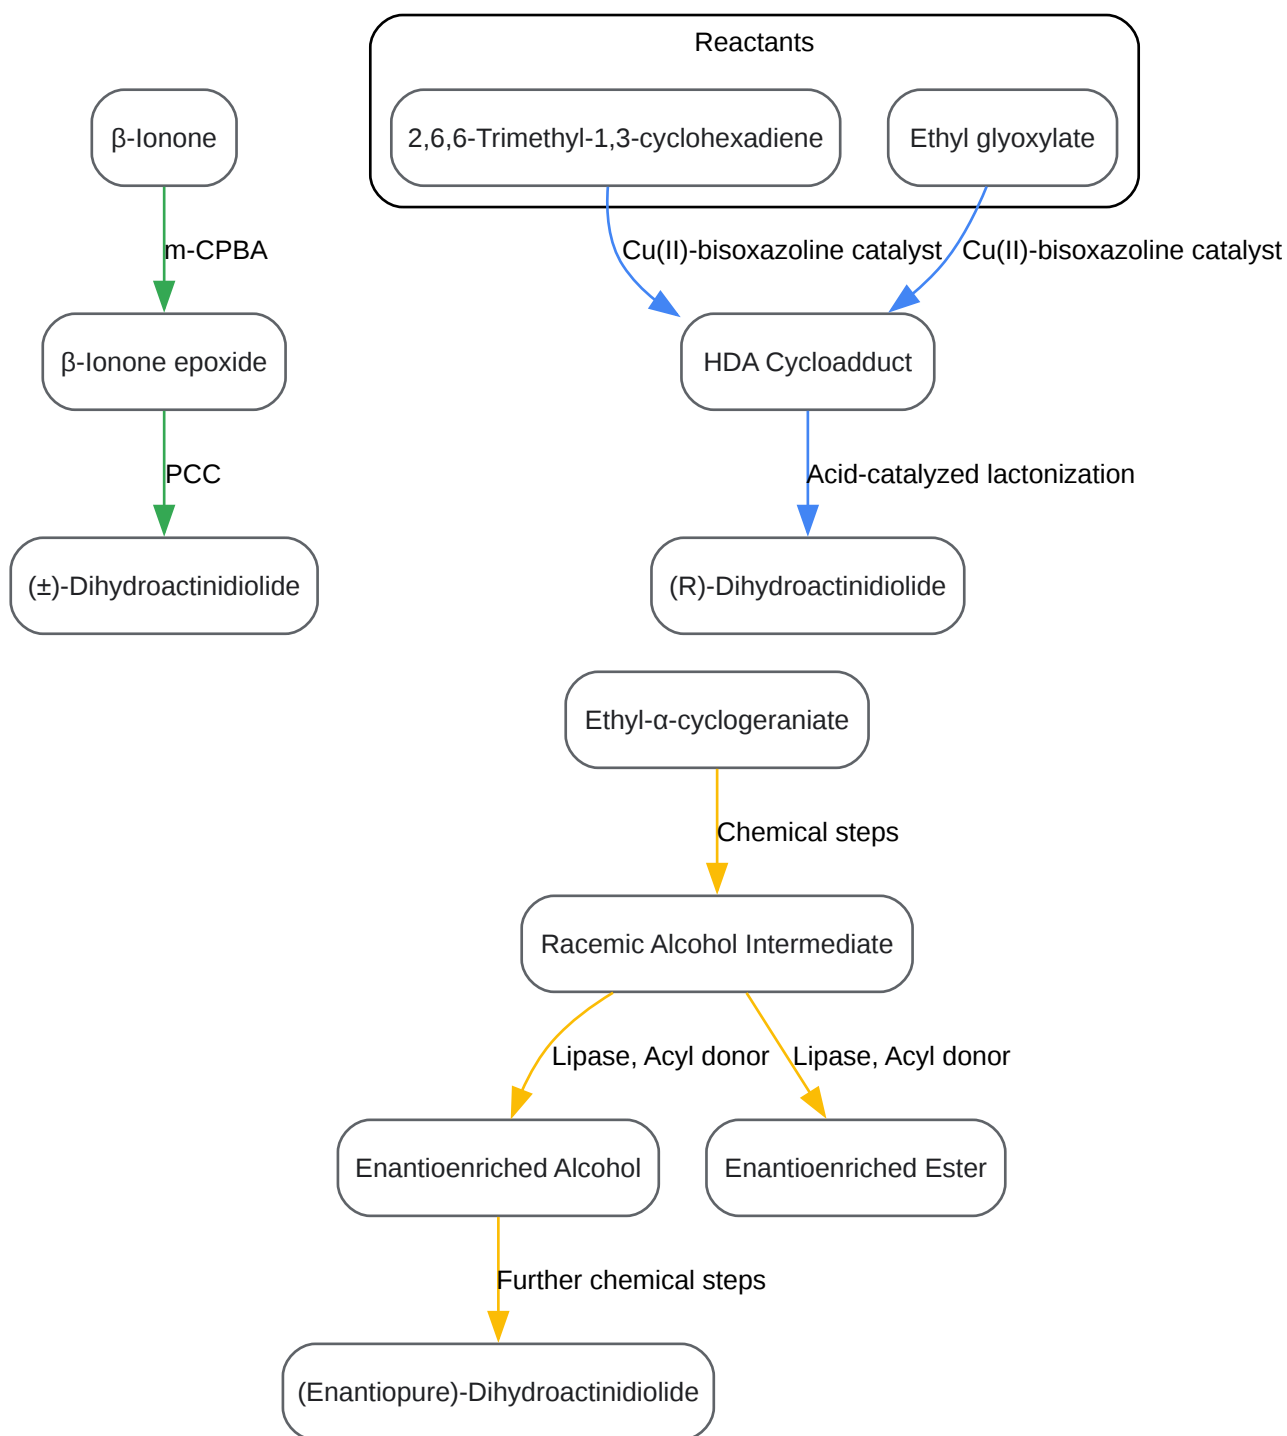 Reactants
β-Ionone
2,6,6-Trimethyl-1,3-cyclohexadiene
Ethyl glyoxylate
m-CPBA
Cu(II)-bisoxazoline catalyst
Cu(II)-bisoxazoline catalyst
β-Ionone epoxide
HDA Cycloadduct
PCC
Acid-catalyzed lactonization
(±)-Dihydroactinidiolide
(R)-Dihydroactinidiolide
Ethyl-α-cyclogeraniate
Chemical steps
Racemic Alcohol Intermediate
Lipase, Acyl donor
Lipase, Acyl donor
Enantioenriched Alcohol
Enantioenriched Ester
Further chemical steps
(Enantiopure)-Dihydroactinidiolide